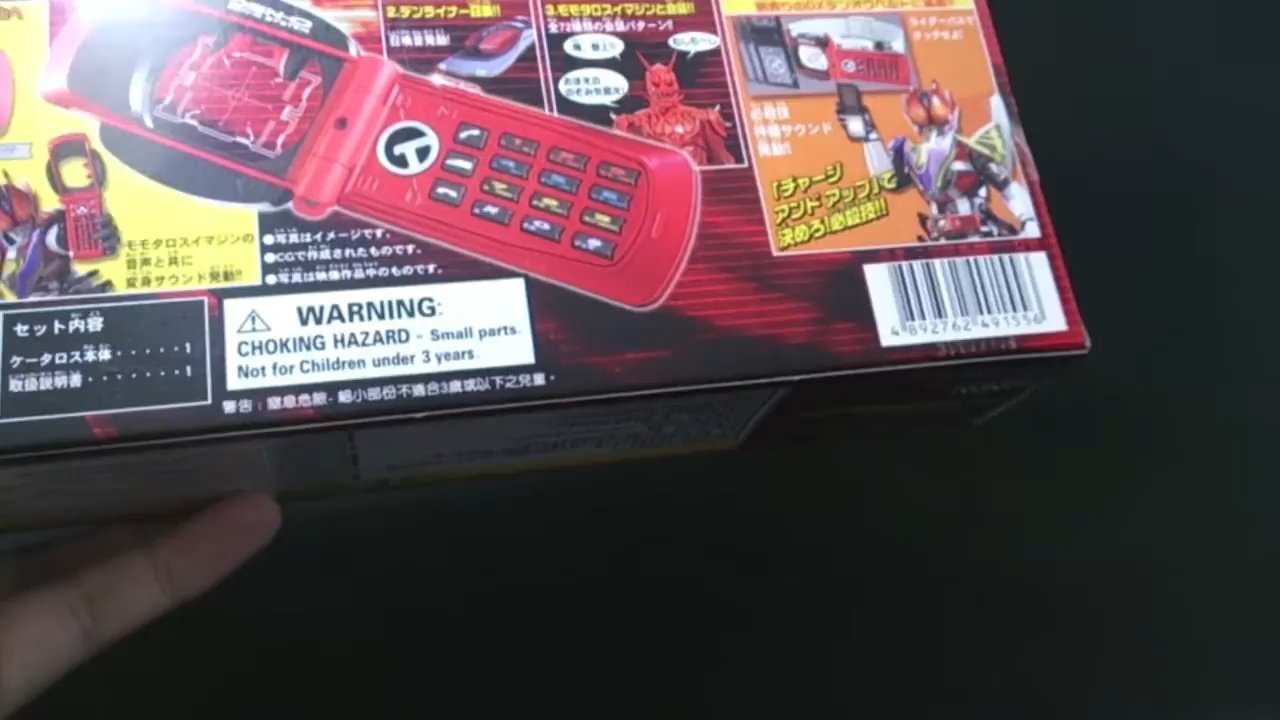 2.デンライナー召喚!!
召喚音発動!
3.モモタロスイマジンと会話!!
全72種類の会話パターン!!
俺、参上!!
ライダーパスで
タッチせよ!
必殺技
待機サウンド
発動!!
「チャージ
アンド アップ」で
決めろ!必殺技!!
モモタロスイマジンの
音声と共に
変身サウンド発動!!
●写真はイメージです。
●CGで作成されたものです。
●写真は映像作品中のものです。
セット内容
ケータロス本体・・・・・1
取扱説明書・・・・・・・1
WARNING:
CHOKING HAZARD - Small parts.
Not for Children under 3 years.
警告 : 窒息危險 - 細小部份不適合3歲或以下之兒童。
4 892762 491556